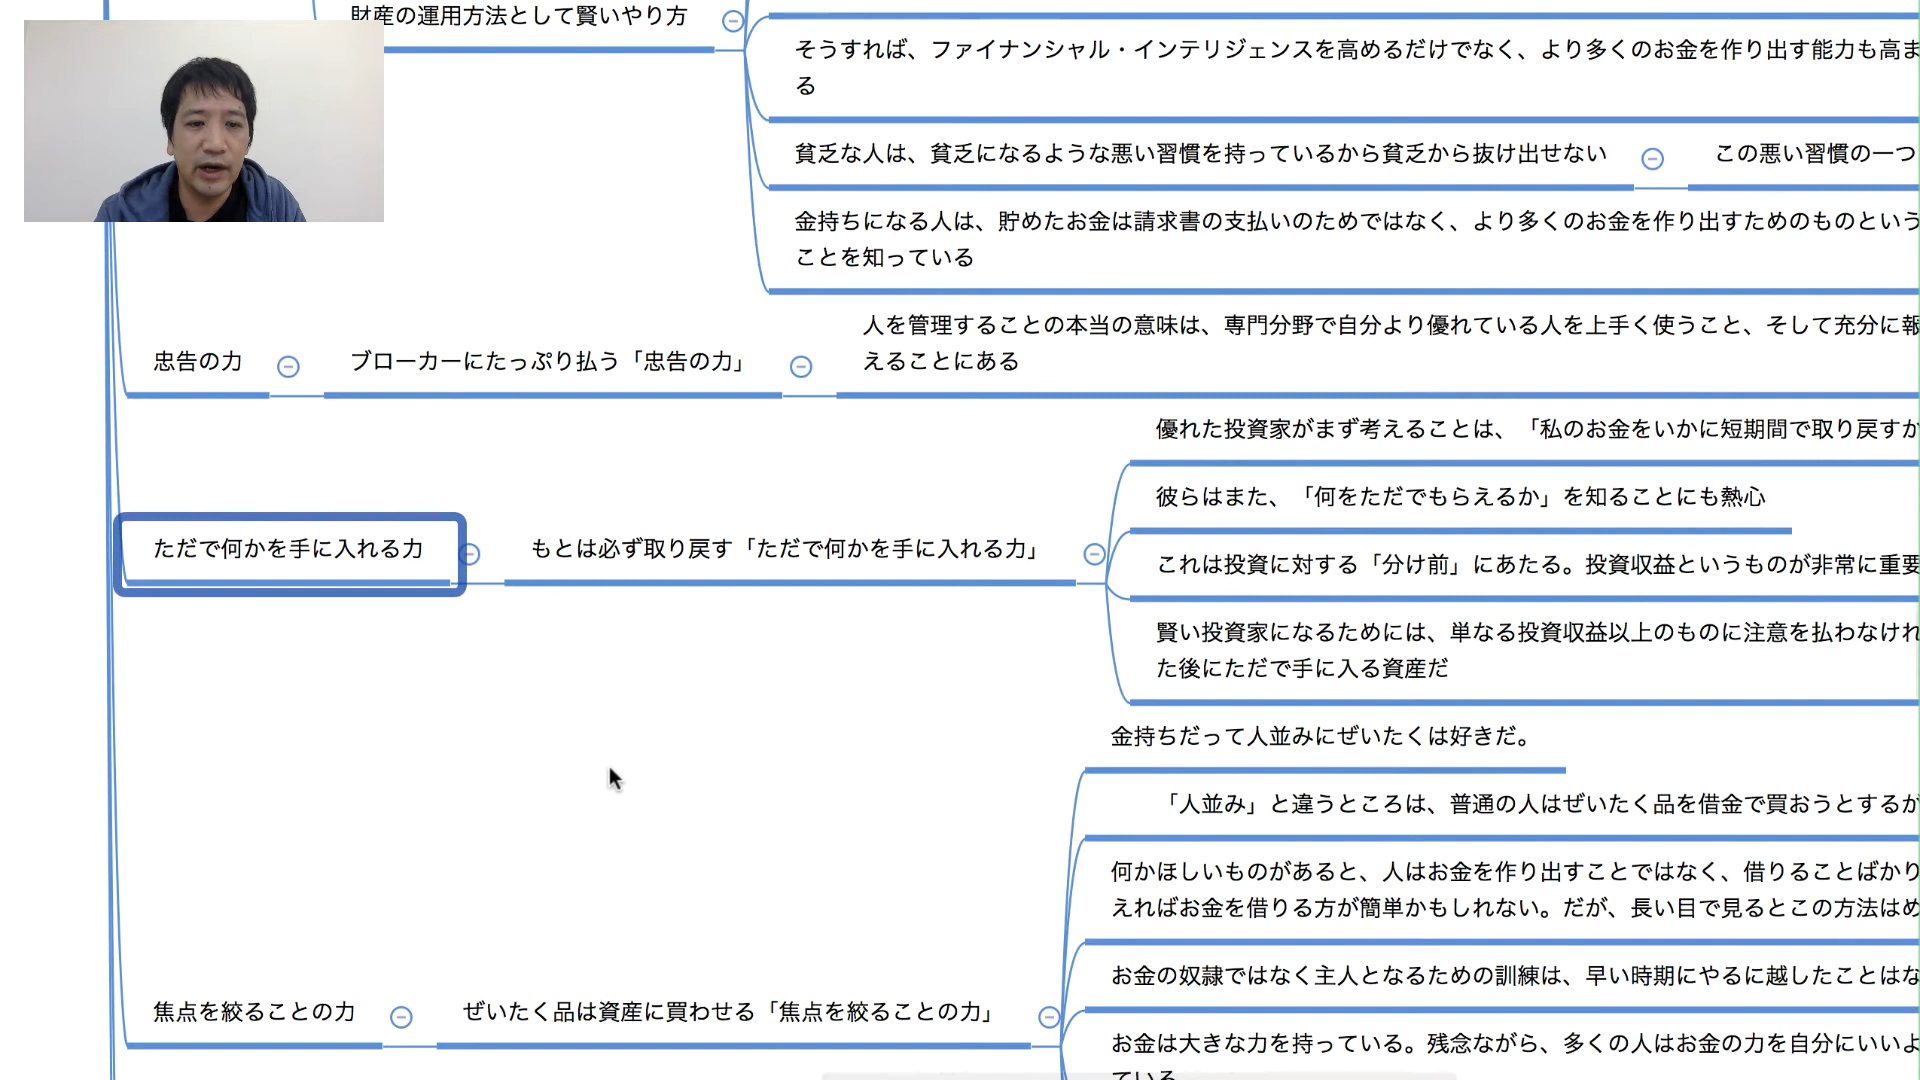 財産の運用方法として賢いやり方
そうすれば、ファイナンシャル・インテリジェンスを高めるだけでなく、より多くのお金を作り出す能力も高ま
る
貧乏な人は、貧乏になるような悪い習慣を持っているから貧乏から抜け出せない
この悪い習慣の一つ
金持ちになる人は、貯めたお金は請求書の支払いのためではなく、より多くのお金を作り出すためのものという
ことを知っている
忠告の力
ブローカーにたっぷり払う「忠告の力」
人を管理することの本当の意味は、専門分野で自分より優れている人を上手く使うこと、そして充分に報
えることにある
ただで何かを手に入れる力
もとは必ず取り戻す「ただで何かを手に入れる力」
優れた投資家がまず考えることは、「私のお金をいかに短期間で取り戻すか
彼らはまた、「何をただでもらえるか」を知ることにも熱心
これは投資に対する「分け前」にあたる。投資収益というものが非常に重要
賢い投資家になるためには、単なる投資収益以上のものに注意を払わなけれ
た後にただで手に入る資産だ
焦点を絞ることの力
ぜいたく品は資産に買わせる「焦点を絞ることの力」
金持ちだって人並みにぜいたくは好きだ。
「人並み」と違うところは、普通の人はぜいたく品を借金で買おうとするが
何かほしいものがあると、人はお金を作り出すことではなく、借りることばかり
えればお金を借りる方が簡単かもしれない。だが、長い目で見るとこの方法はめ
お金の奴隷ではなく主人となるための訓練は、早い時期にやるに越したことはな
お金は大きな力を持っている。残念ながら、多くの人はお金の力を自分にいいよ
ている